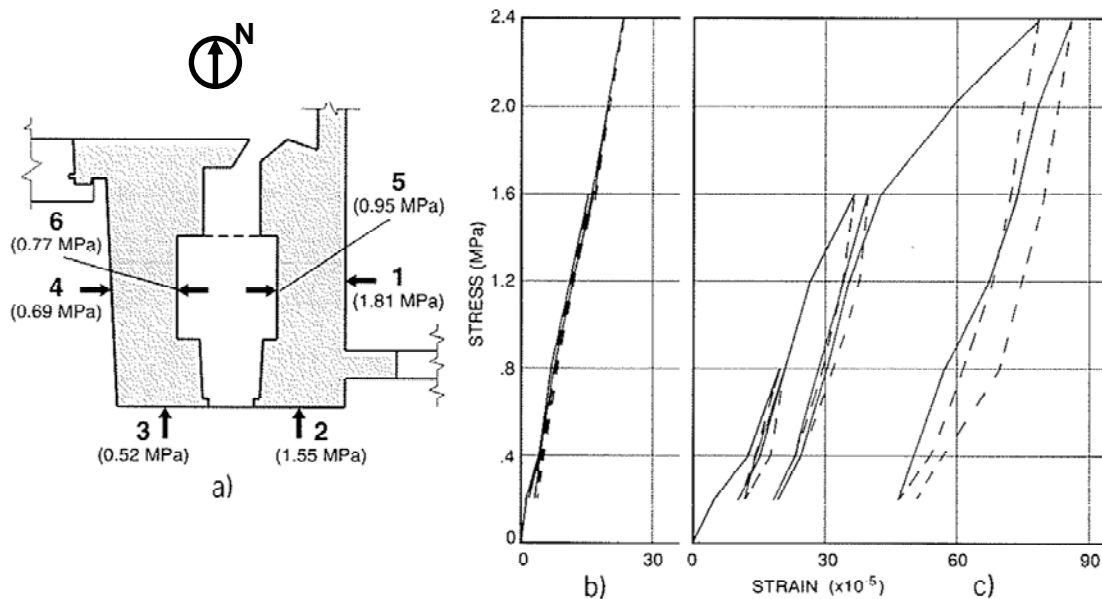 N
5
(0.95 MPa)
6
(0.77 MPa)
4
(0.69 MPa)
1
(1.81 MPa)
3
(0.52 MPa)
2
(1.55 MPa)
a)
STRESS (MPa)
2.4
2.0
1.6
1.2
.8
.4
0
0 30
b)
0 30 60 90
STRAIN (×10⁻⁵)
c)